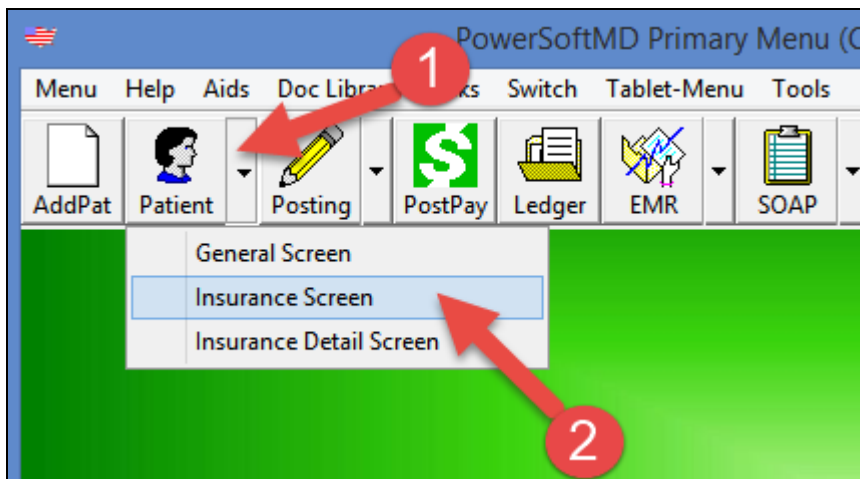 PowerSoftMD Primary Menu (
1
Menu Help Aids Doc Switch Tablet-Menu Tools
AddPat Patient Posting PostPay Ledger EMR SOAP
General Screen
Insurance Screen
Insurance Detail Screen
2